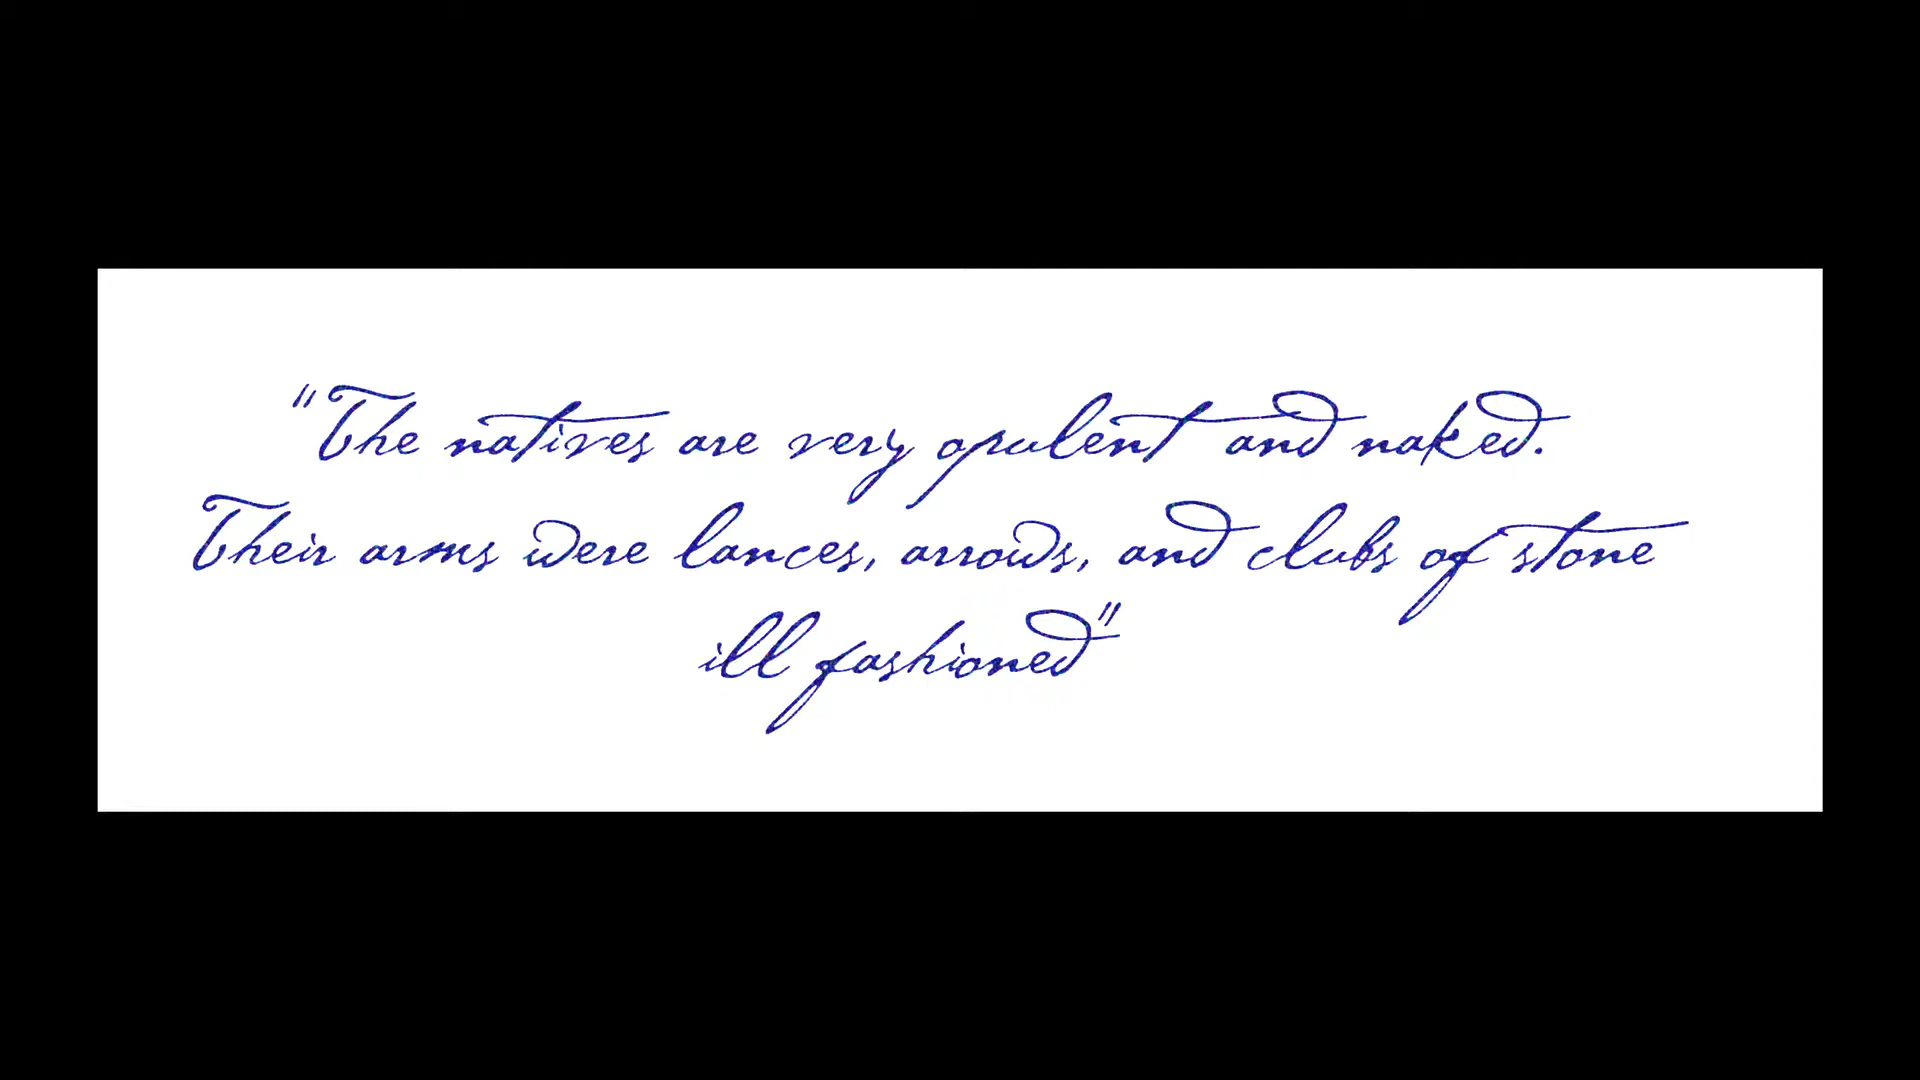 "The natives are very opulent and naked.
Their arms were lances, arrows, and clubs of stone
ill fashioned"